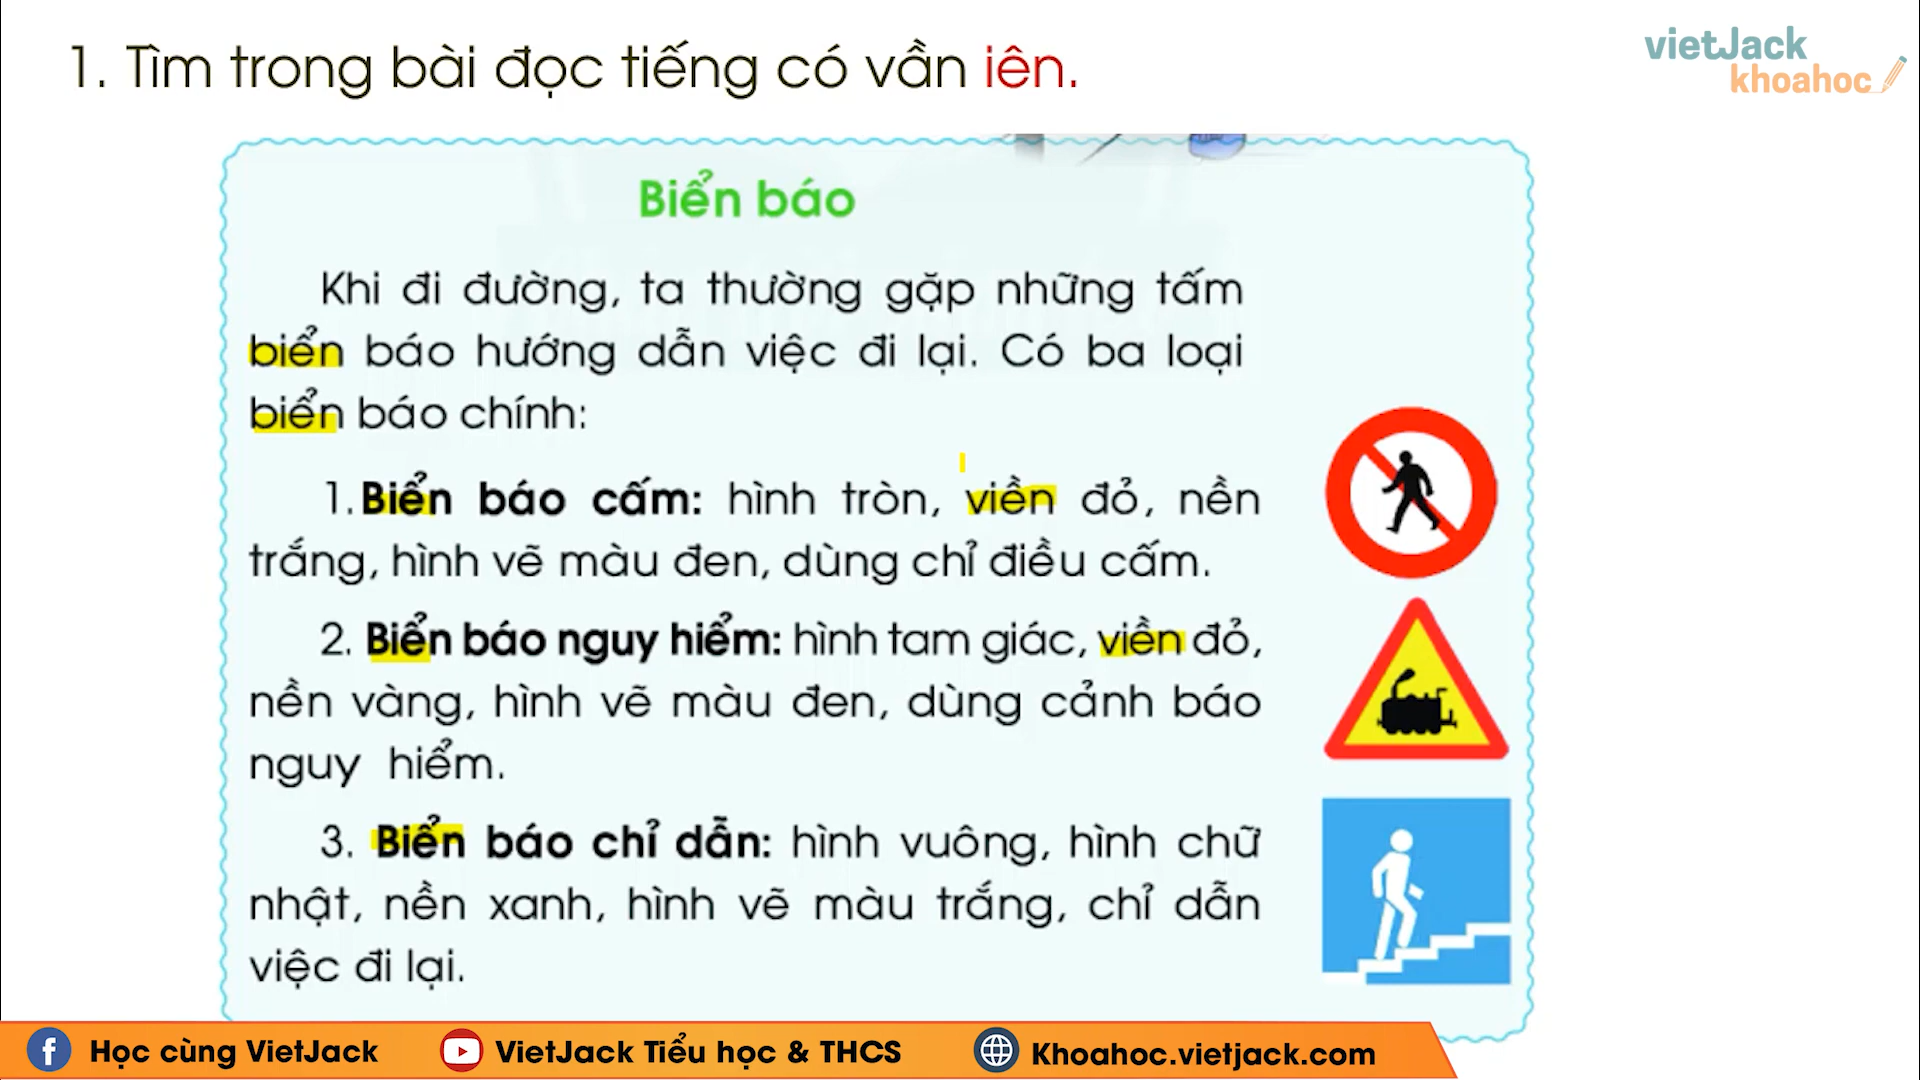 1. Tìm trong bài đọc tiếng có vần iên.
vietJack
khoahoc
Biển báo
Khi đi đường, ta thường gặp những tấm
biển báo hướng dẫn việc đi lại. Có ba loại
biển báo chính:
1. Biển báo cấm: hình tròn, viền đỏ, nền
trắng, hình vẽ màu đen, dùng chỉ điều cấm.
2. Biển báo nguy hiểm: hình tam giác, viền đỏ,
nền vàng, hình vẽ màu đen, dùng cảnh báo
nguy hiểm.
3. Biển báo chỉ dẫn: hình vuông, hình chữ
nhật, nền xanh, hình vẽ màu trắng, chỉ dẫn
việc đi lại.
Học cùng VietJack
VietJack Tiểu học & THCS
Khoahoc.vietjack.com